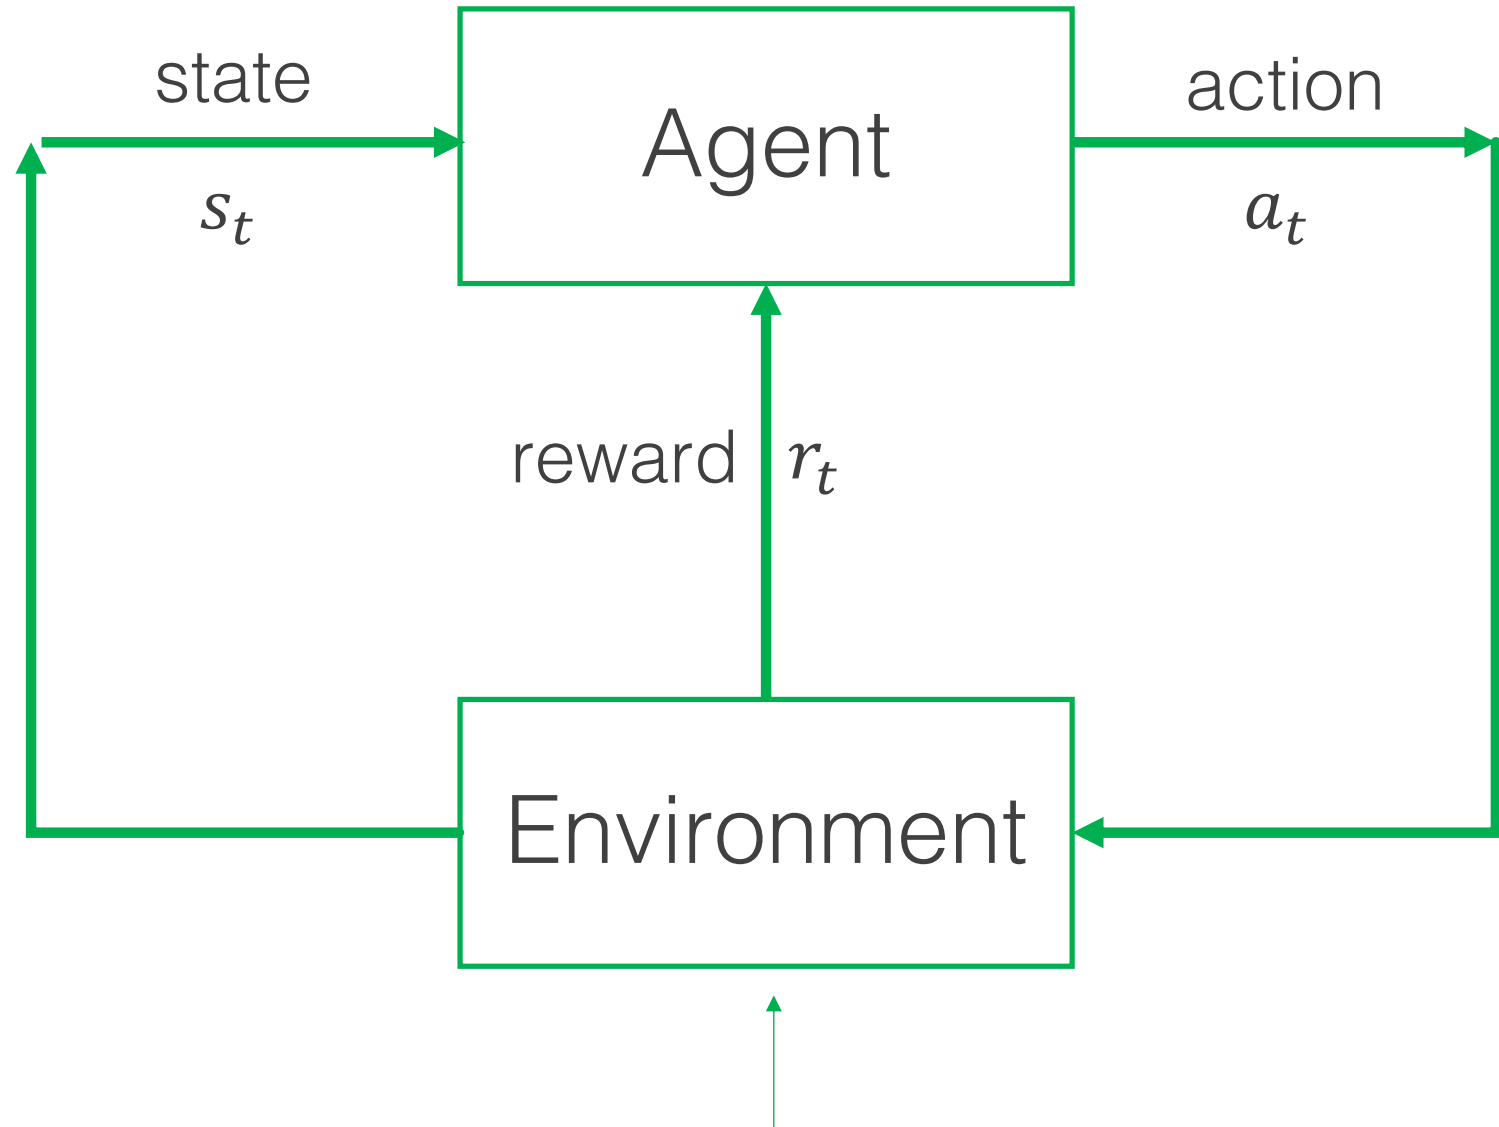 state
action
Agent
s_t
a_t
reward r_t
Environment